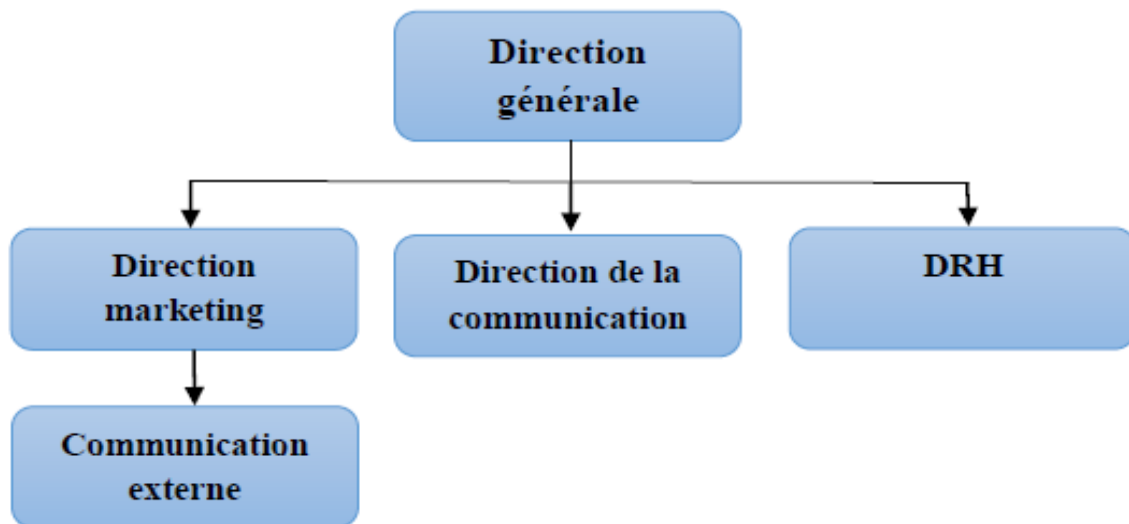 Direction
générale
Direction
marketing
Direction de la
communication
DRH
Communication
externe